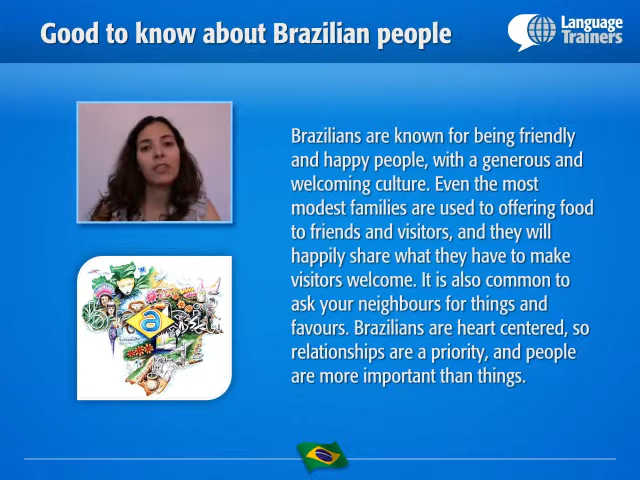 Good to know about Brazilian people
Language
Trainers
Brazilians are known for being friendly
and happy people, with a generous and
welcoming culture. Even the most
modest families are used to offering food
to friends and visitors, and they will
happily share what they have to make
visitors welcome. It is also common to
ask your neighbours for things and
favours. Brazilians are heart centered, so
relationships are a priority, and people
are more important than things.
a